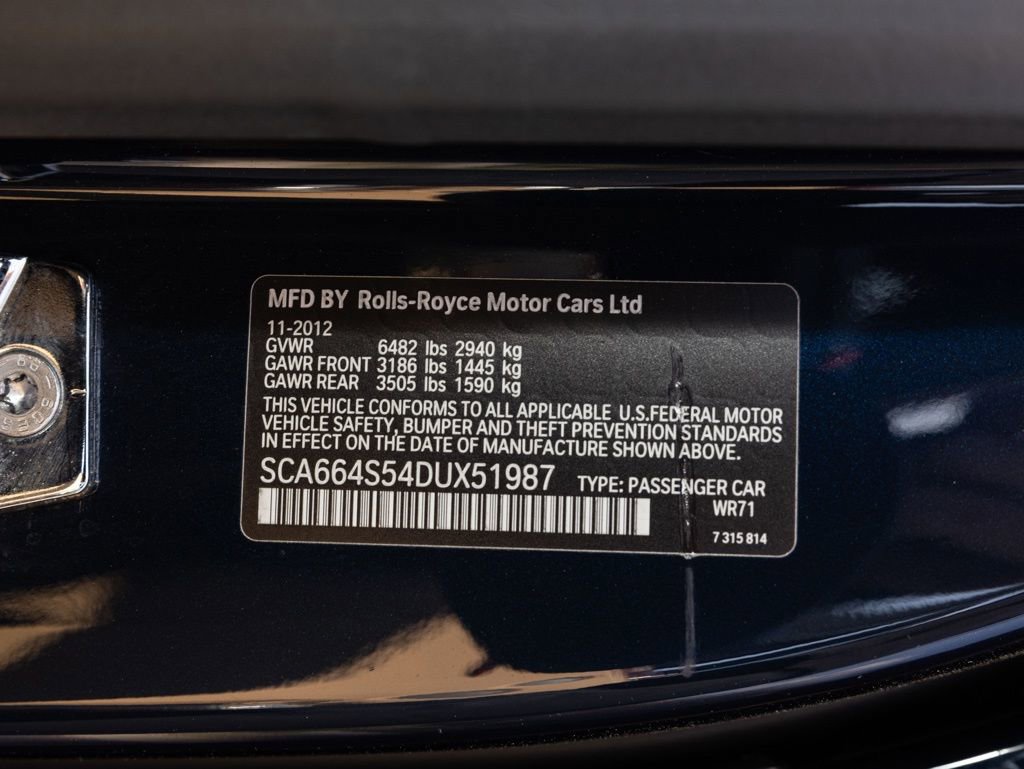 MFD BY Rolls-Royce Motor Cars Ltd
11-2012
GVWR 6482 lbs 2940 kg
GAWR FRONT 3186 lbs 1445 kg
GAWR REAR 3505 lbs 1590 kg
THIS VEHICLE CONFORMS TO ALL APPLICABLE U.S.FEDERAL MOTOR
VEHICLE SAFETY, BUMPER AND THEFT PREVENTION STANDARDS
IN EFFECT ON THE DATE OF MANUFACTURE SHOWN ABOVE.
SCA664S54DUX51987 TYPE: PASSENGER CAR
WR71
7 315 814